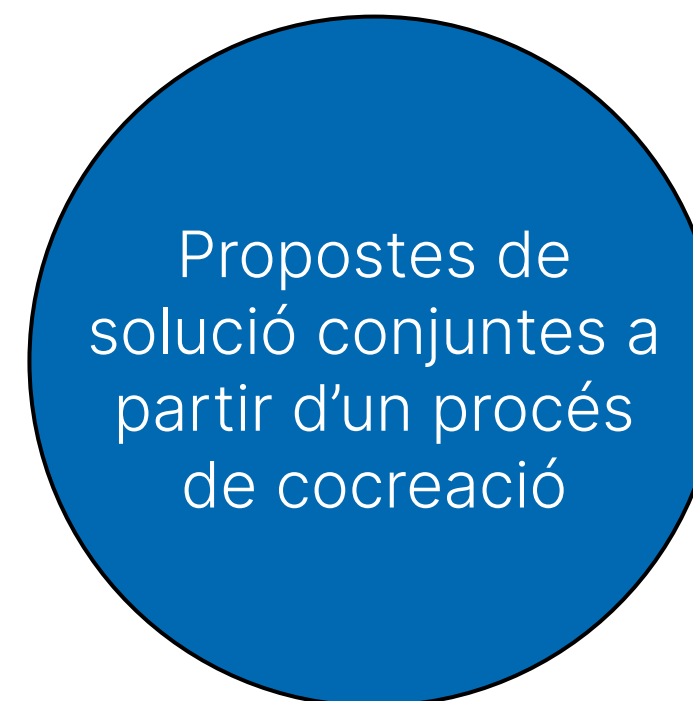 Propostes de
solució conjuntes a
partir d’un procés
de cocreació